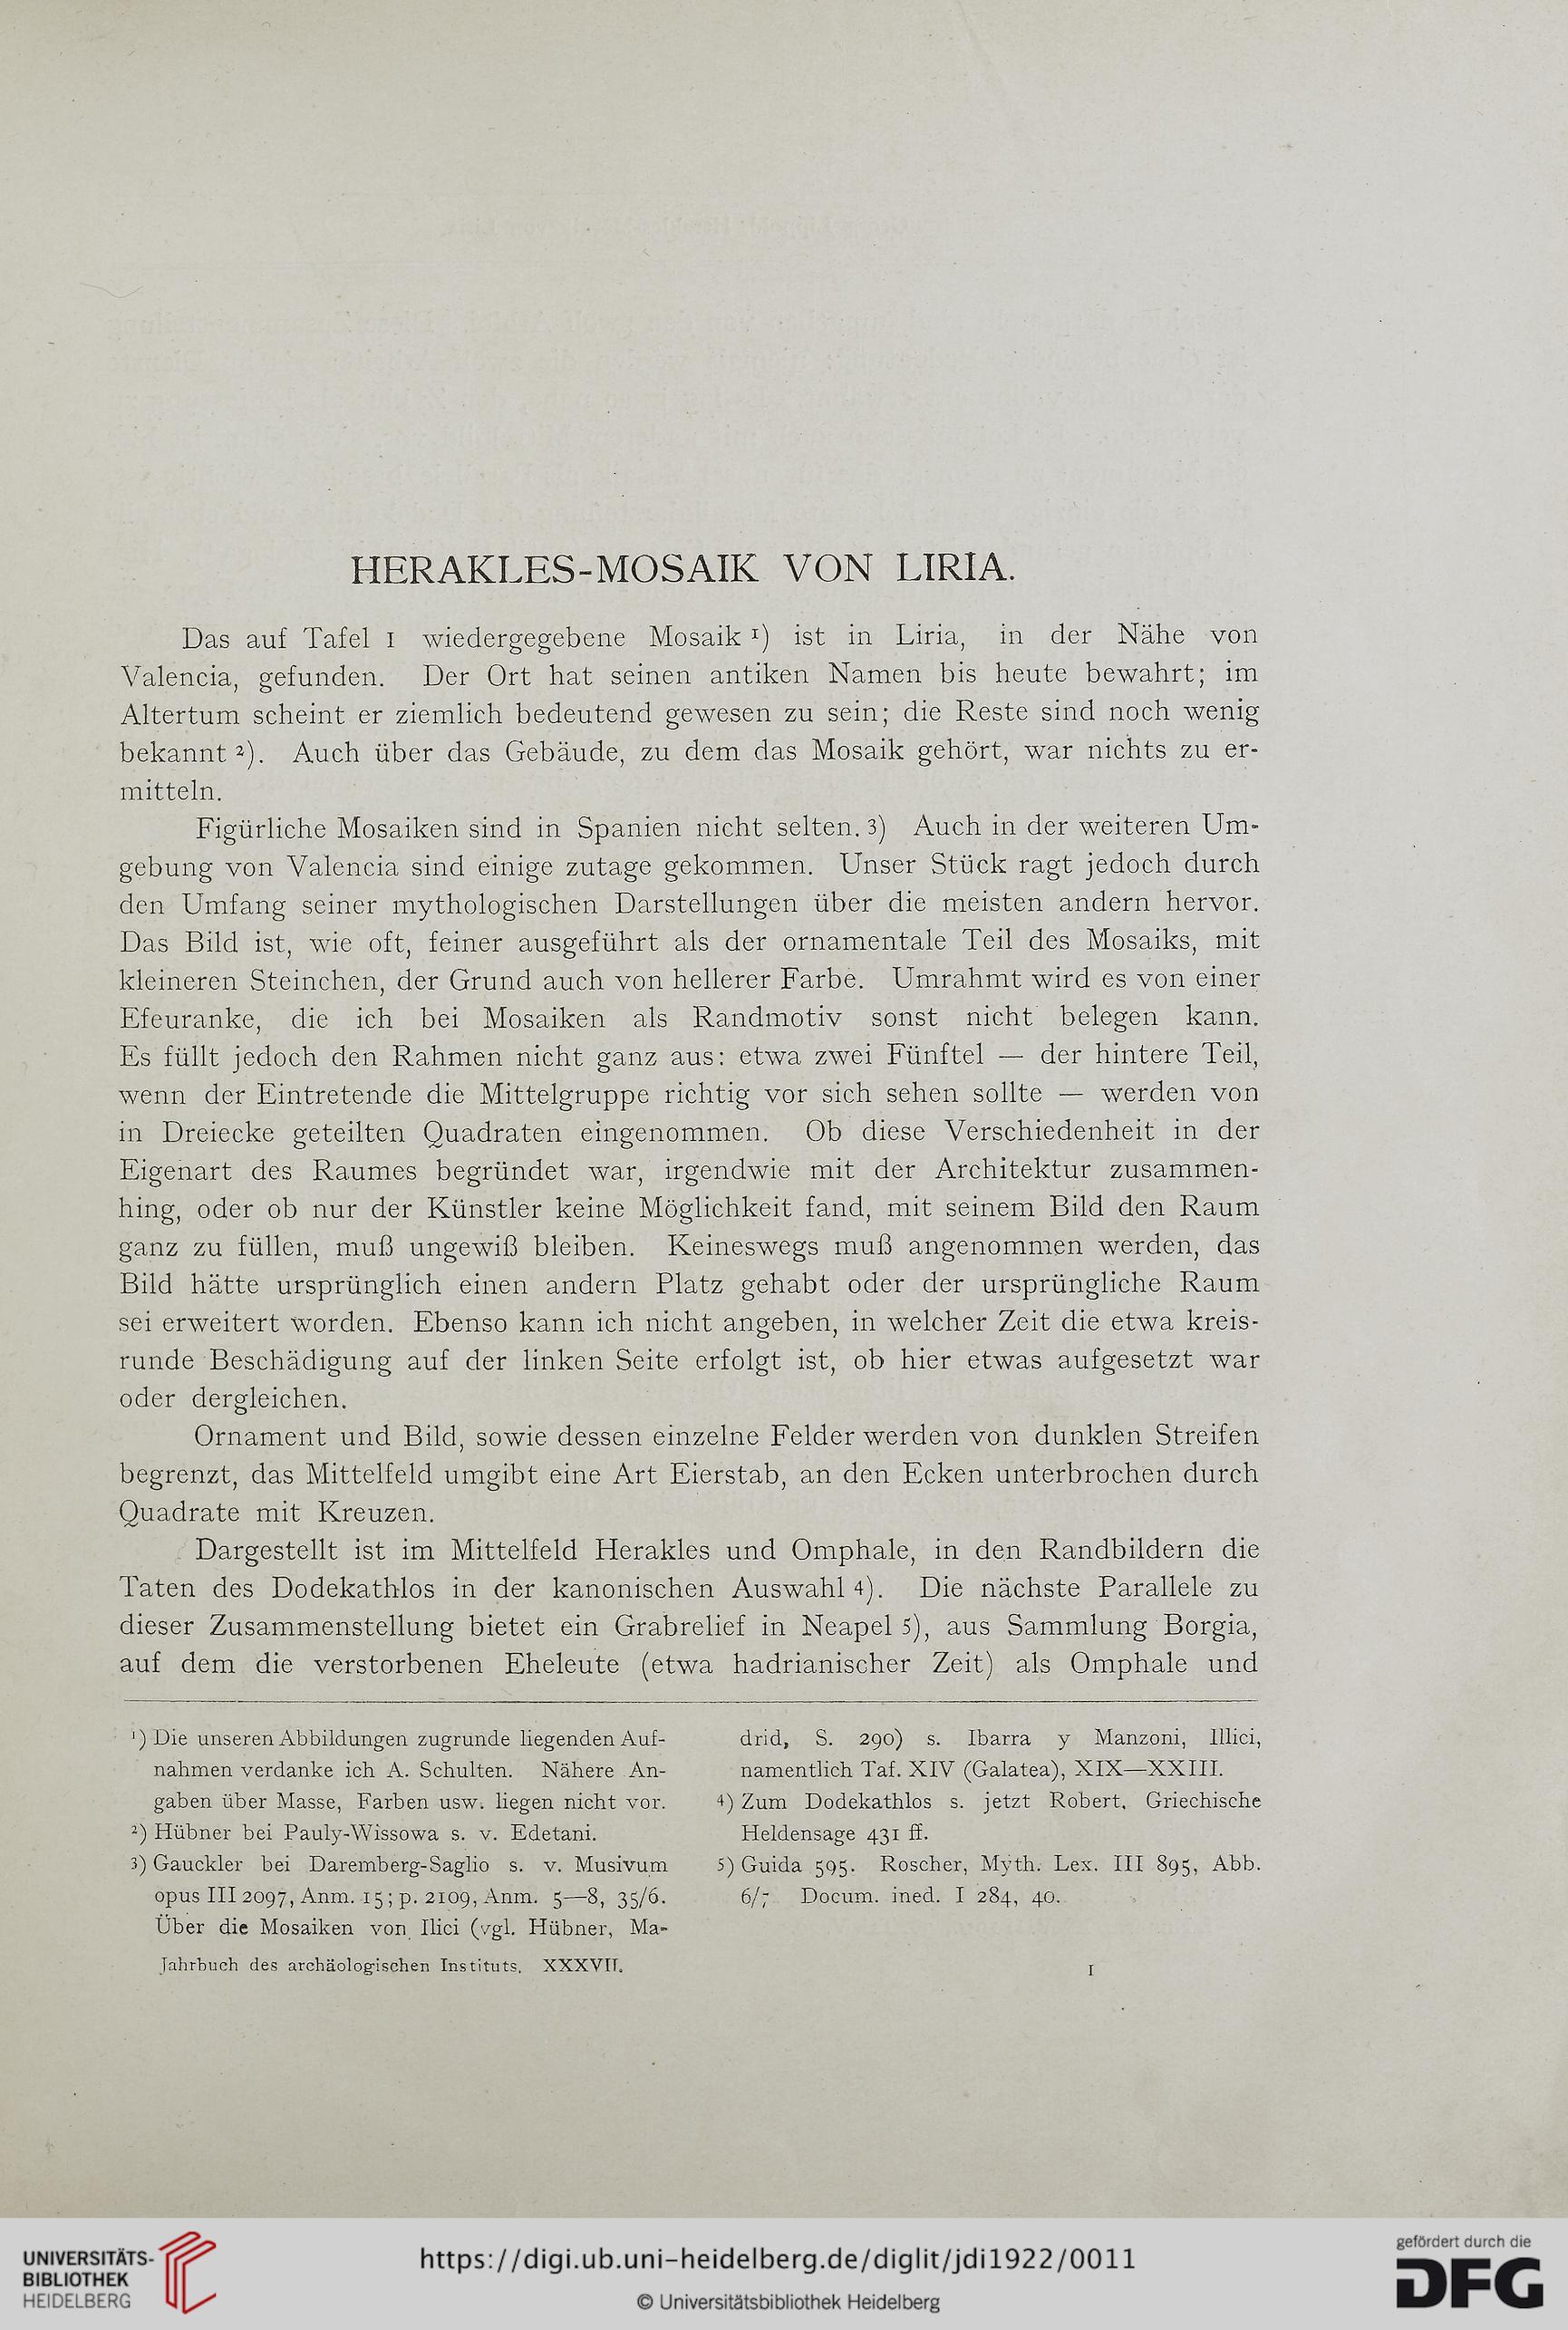 HERAKLES-MOSAIK VON LIRIA.
Das auf Tafel 1 wiedergegebene Mosaik ¹) ist in Liria, in der Nähe von
Valencia, gefunden. Der Ort hat seinen antiken Namen bis heute bewahrt; im
Altertum scheint er ziemlich bedeutend gewesen zu sein; die Reste sind noch wenig
bekannt ²). Auch über das Gebäude, zu dem das Mosaik gehört, war nichts zu er-
mitteln.
Figürliche Mosaiken sind in Spanien nicht selten. ³) Auch in der weiteren Um-
gebung von Valencia sind einige zutage gekommen. Unser Stück ragt jedoch durch
den Umfang seiner mythologischen Darstellungen über die meisten andern hervor.
Das Bild ist, wie oft, feiner ausgeführt als der ornamentale Teil des Mosaiks, mit
kleineren Steinchen, der Grund auch von hellerer Farbe. Umrahmt wird es von einer
Efeuranke, die ich bei Mosaiken als Randmotiv sonst nicht belegen kann.
Es füllt jedoch den Rahmen nicht ganz aus: etwa zwei Fünftel — der hintere Teil,
wenn der Eintretende die Mittelgruppe richtig vor sich sehen sollte — werden von
in Dreiecke geteilten Quadraten eingenommen. Ob diese Verschiedenheit in der
Eigenart des Raumes begründet war, irgendwie mit der Architektur zusammen-
hing, oder ob nur der Künstler keine Möglichkeit fand, mit seinem Bild den Raum
ganz zu füllen, muß ungewiß bleiben. Keineswegs muß angenommen werden, das
Bild hätte ursprünglich einen andern Platz gehabt oder der ursprüngliche Raum
sei erweitert worden. Ebenso kann ich nicht angeben, in welcher Zeit die etwa kreis-
runde Beschädigung auf der linken Seite erfolgt ist, ob hier etwas aufgesetzt war
oder dergleichen.
Ornament und Bild, sowie dessen einzelne Felder werden von dunklen Streifen
begrenzt, das Mittelfeld umgibt eine Art Eierstab, an den Ecken unterbrochen durch
Quadrate mit Kreuzen.
Dargestellt ist im Mittelfeld Herakles und Omphale, in den Randbildern die
Taten des Dodekathlos in der kanonischen Auswahl ⁴). Die nächste Parallele zu
dieser Zusammenstellung bietet ein Grabrelief in Neapel ⁵), aus Sammlung Borgia,
auf dem die verstorbenen Eheleute (etwa hadrianischer Zeit) als Omphale und
¹) Die unseren Abbildungen zugrunde liegenden Auf-
nahmen verdanke ich A. Schulten. Nähere An-
gaben über Masse, Farben usw. liegen nicht vor.
²) Hübner bei Pauly-Wissowa s. v. Edetani.
³) Gauckler bei Daremberg-Saglio s. v. Musivum
opus III 2097, Anm. 15; p. 2109, Anm. 5—8, 35/6.
Über die Mosaiken von Ilici (vgl. Hübner, Ma-
drid, S. 290) s. Ibarra y Manzoni, Illici,
namentlich Taf. XIV (Galatea), XIX—XXIII.
⁴) Zum Dodekathlos s. jetzt Robert, Griechische
Heldensage 431 ff.
⁵) Guida 595. Roscher, Myth. Lex. III 895, Abb.
6/7 Docum. ined. I 284, 40.
Jahrbuch des archäologischen Instituts. XXXVII.
1
UNIVERSITÄTS-
BIBLIOTHEK
HEIDELBERG
https://digi.ub.uni-heidelberg.de/diglit/jdi1922/0011
© Universitätsbibliothek Heidelberg
gefördert durch die
DFG